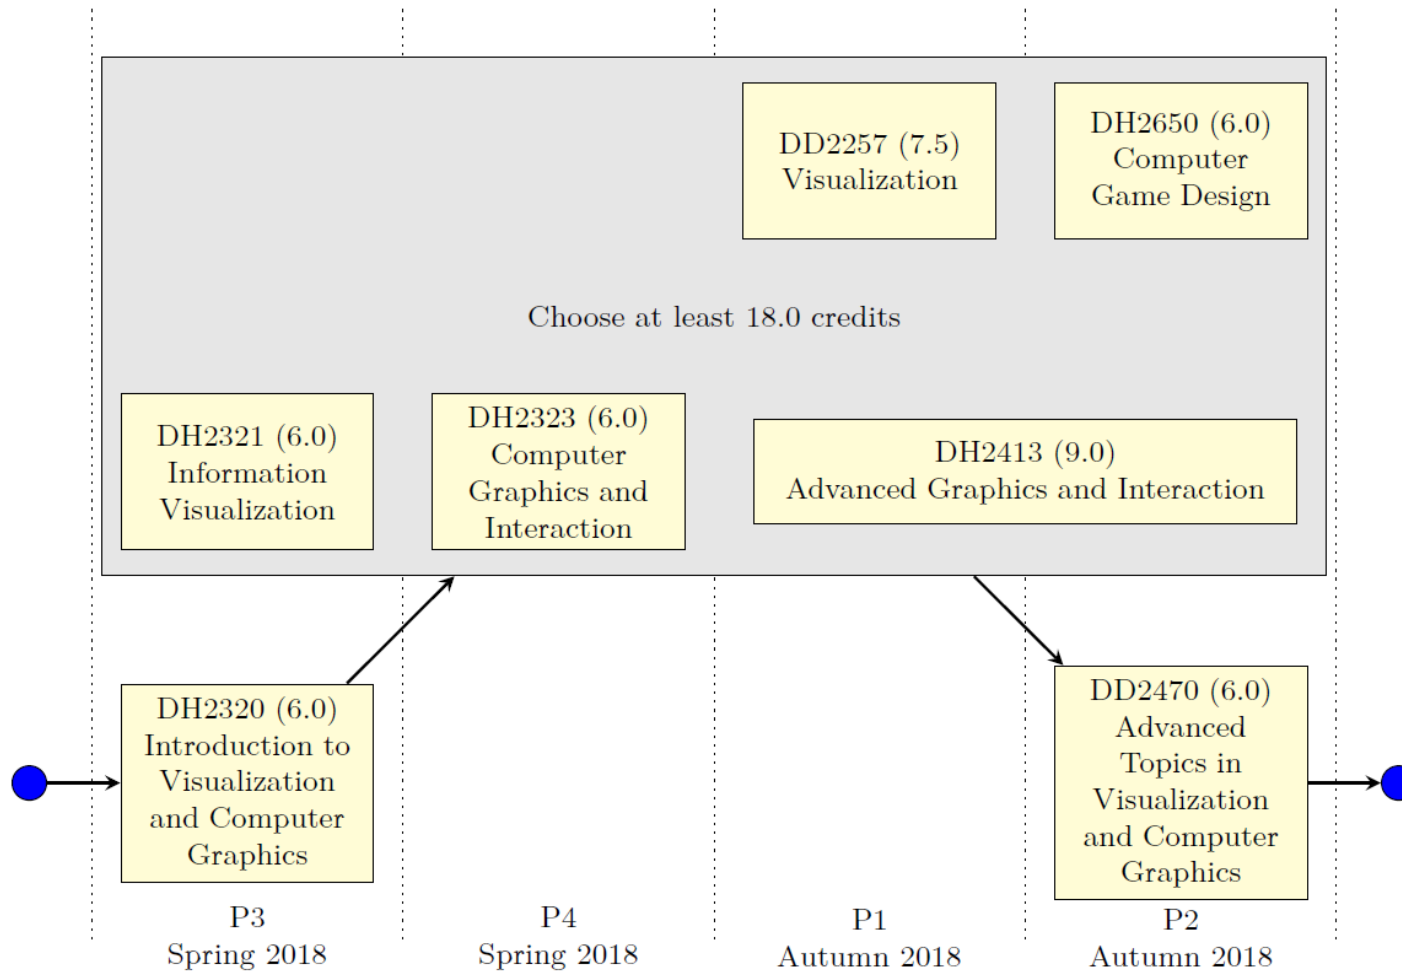 DD2257 (7.5)
Visualization
DH2650 (6.0)
Computer
Game Design
Choose at least 18.0 credits
DH2321 (6.0)
Information
Visualization
DH2323 (6.0)
Computer
Graphics and
Interaction
DH2413 (9.0)
Advanced Graphics and Interaction
DH2320 (6.0)
Introduction to
Visualization
and Computer
Graphics
DD2470 (6.0)
Advanced
Topics in
Visualization
and Computer
Graphics
P3
Spring 2018
P4
Spring 2018
P1
Autumn 2018
P2
Autumn 2018